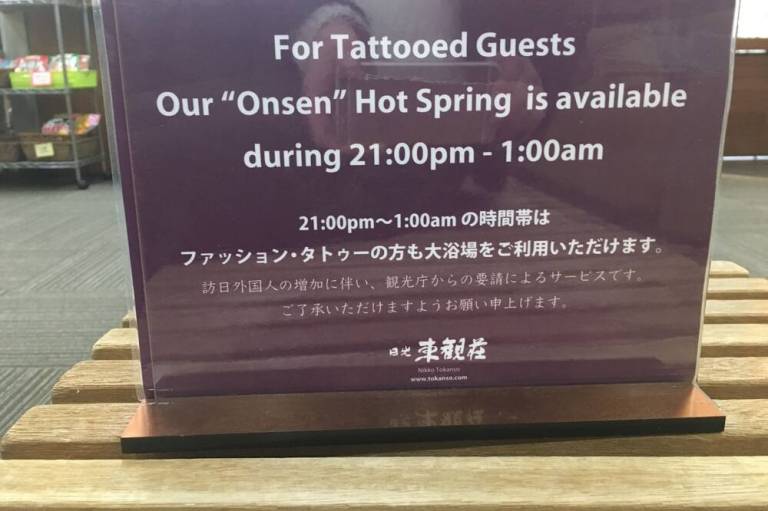 For Tattooed Guests
Our “Onsen” Hot Spring is available
during 21:00pm - 1:00am
21:00pm～1:00am の時間帯は
ファッション・タトゥーの方も大浴場をご利用いただけます。
訪日外国人の増加に伴い、観光庁からの要請によるサービスです。
ご了承いただけますようお願い申上げます。
日光 東観荘
Nikko Tokanso
www.tokanso.com